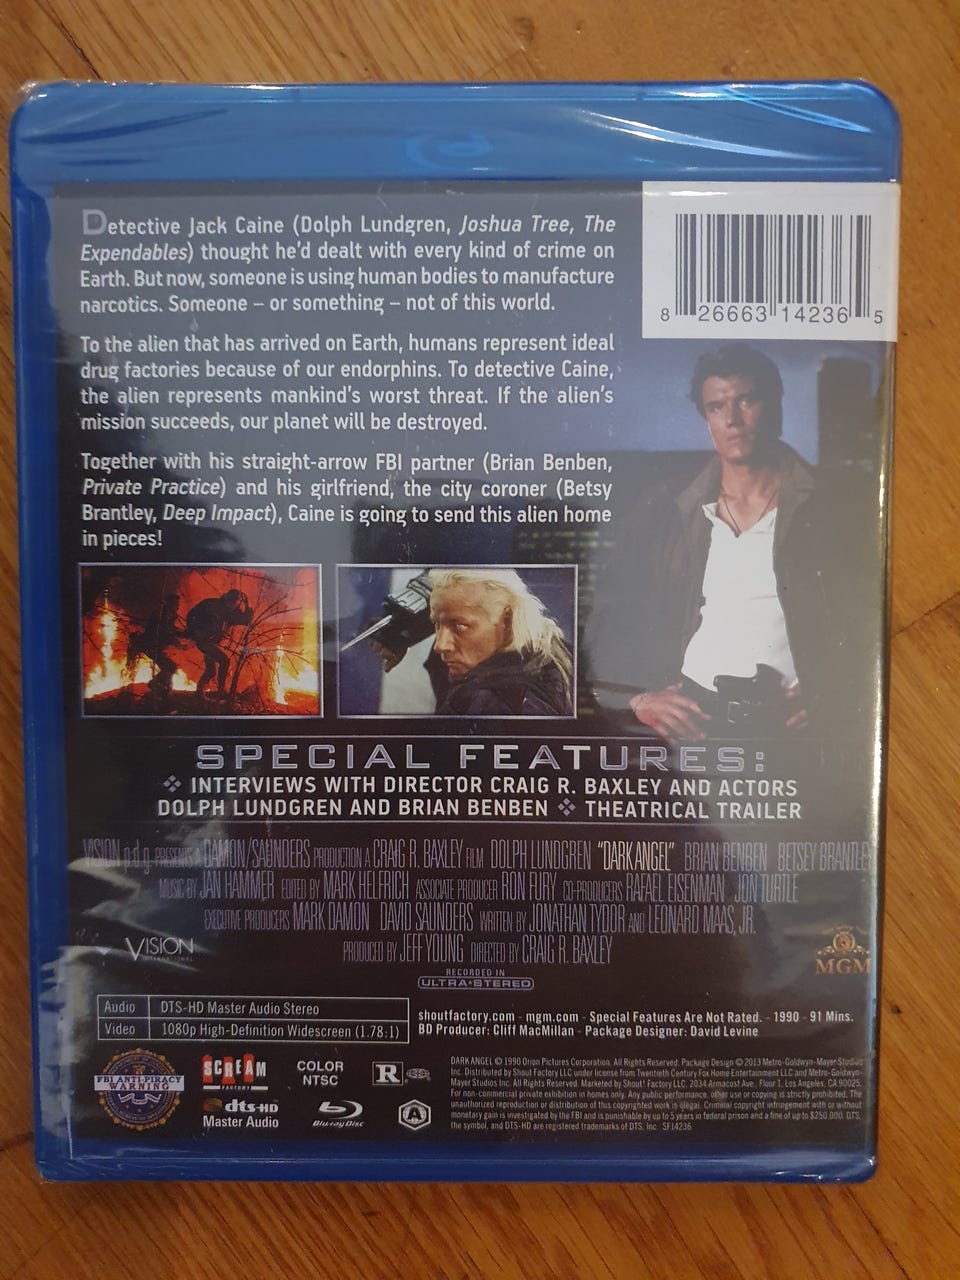 Detective Jack Caine (Dolph Lundgren, Joshua Tree, The
Expendables) thought he'd dealt with every kind of crime on
Earth. But now, someone is using human bodies to manufacture
narcotics. Someone – or something – not of this world.
To the alien that has arrived on Earth, humans represent ideal
drug factories because of our endorphins. To detective Caine,
the alien represents mankind's worst threat. If the alien's
mission succeeds, our planet will be destroyed.
Together with his straight-arrow FBI partner (Brian Benben,
Private Practice) and his girlfriend, the city coroner (Betsy
Brantley, Deep Impact), Caine is going to send this alien home
in pieces!
8 26663 14236 5
SPECIAL FEATURES:
❖ INTERVIEWS WITH DIRECTOR CRAIG R. BAXLEY AND ACTORS
DOLPH LUNDGREN AND BRIAN BENBEN ❖ THEATRICAL TRAILER
VISION p.d.g. PRESENTS A DAMON/SAUNDERS PRODUCTION A CRAIG R. BAXLEY FILM DOLPH LUNDGREN "DARK ANGEL" BRIAN BENBEN BETSEY BRANTLEY
MUSIC BY JAN HAMMER EDITED BY MARK HELFRICH ASSOCIATE PRODUCER RON FURY CO-PRODUCERS RAFAEL EISENMAN JON TURTLE
EXECUTIVE PRODUCERS MARK DAMON DAVID SAUNDERS WRITTEN BY JONATHAN TYDOR AND LEONARD MAAS, JR.
PRODUCED BY JEFF YOUNG DIRECTED BY CRAIG R. BAXLEY
VISION
INTERNATIONAL
MGM
RECORDED IN
ULTRA★STEREO
Audio DTS-HD Master Audio Stereo
Video 1080p High-Definition Widescreen (1.78:1)
shoutfactory.com - mgm.com - Special Features Are Not Rated. - 1990 - 91 Mins.
BD Producer: Cliff MacMillan - Package Designer: David Levine
FBI ANTI-PIRACY
WARNING
SCREAM
FACTORY
dts-HD
Master Audio
COLOR
NTSC
Blu-ray Disc
R
A
DARK ANGEL © 1990 Orion Pictures Corporation. All Rights Reserved. Package Design © 2013 Metro-Goldwyn-Mayer Studios
Inc. Distributed by Shout Factory LLC under license from Twentieth Century Fox Home Entertainment LLC and Metro-Goldwyn-
Mayer Studios Inc. All Rights Reserved. Marketed by Shout! Factory LLC, 2034 Armacost Ave. Floor 1, Los Angeles, CA 90025.
For non-commercial private exhibition in homes only. Any public performance, other use or copying is strictly prohibited. The
unauthorized reproduction or distribution of this copyrighted work is illegal. Criminal copyright infringement with or without
monetary gain is investigated by the FBI and is punishable by up to 5 years in federal prison and a fine of up to $250,000. DTS,
the symbol, and DTS-HD are registered trademarks of DTS, Inc. SF14236